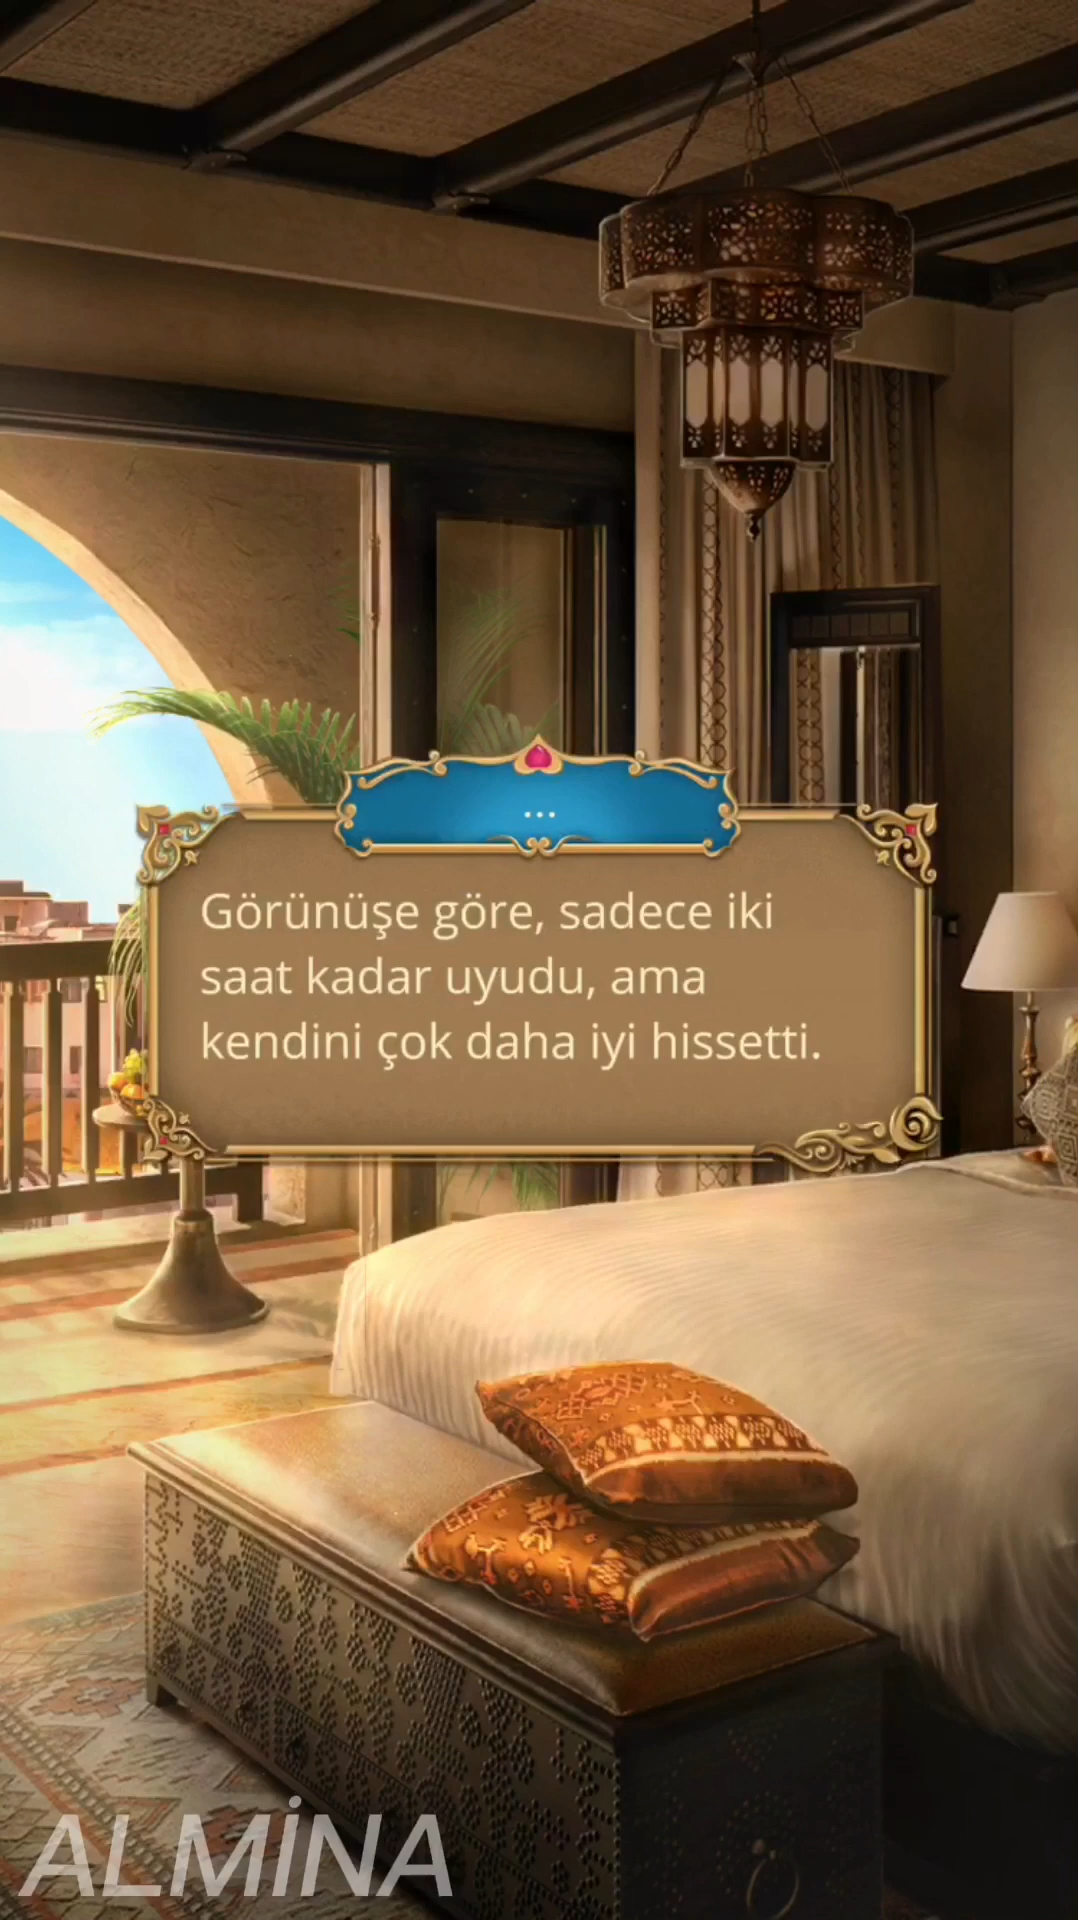 ...
Görünüşe göre, sadece iki
saat kadar uyudu, ama
kendini çok daha iyi hissetti.
ALMİNA